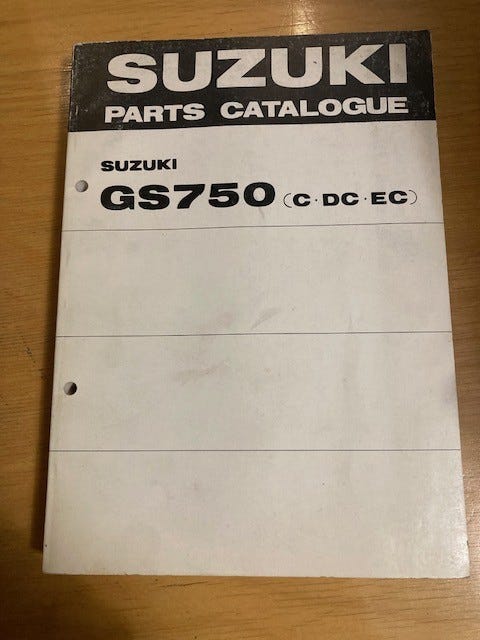 SUZUKI
PARTS CATALOGUE
SUZUKI
GS750 (C·DC·EC)